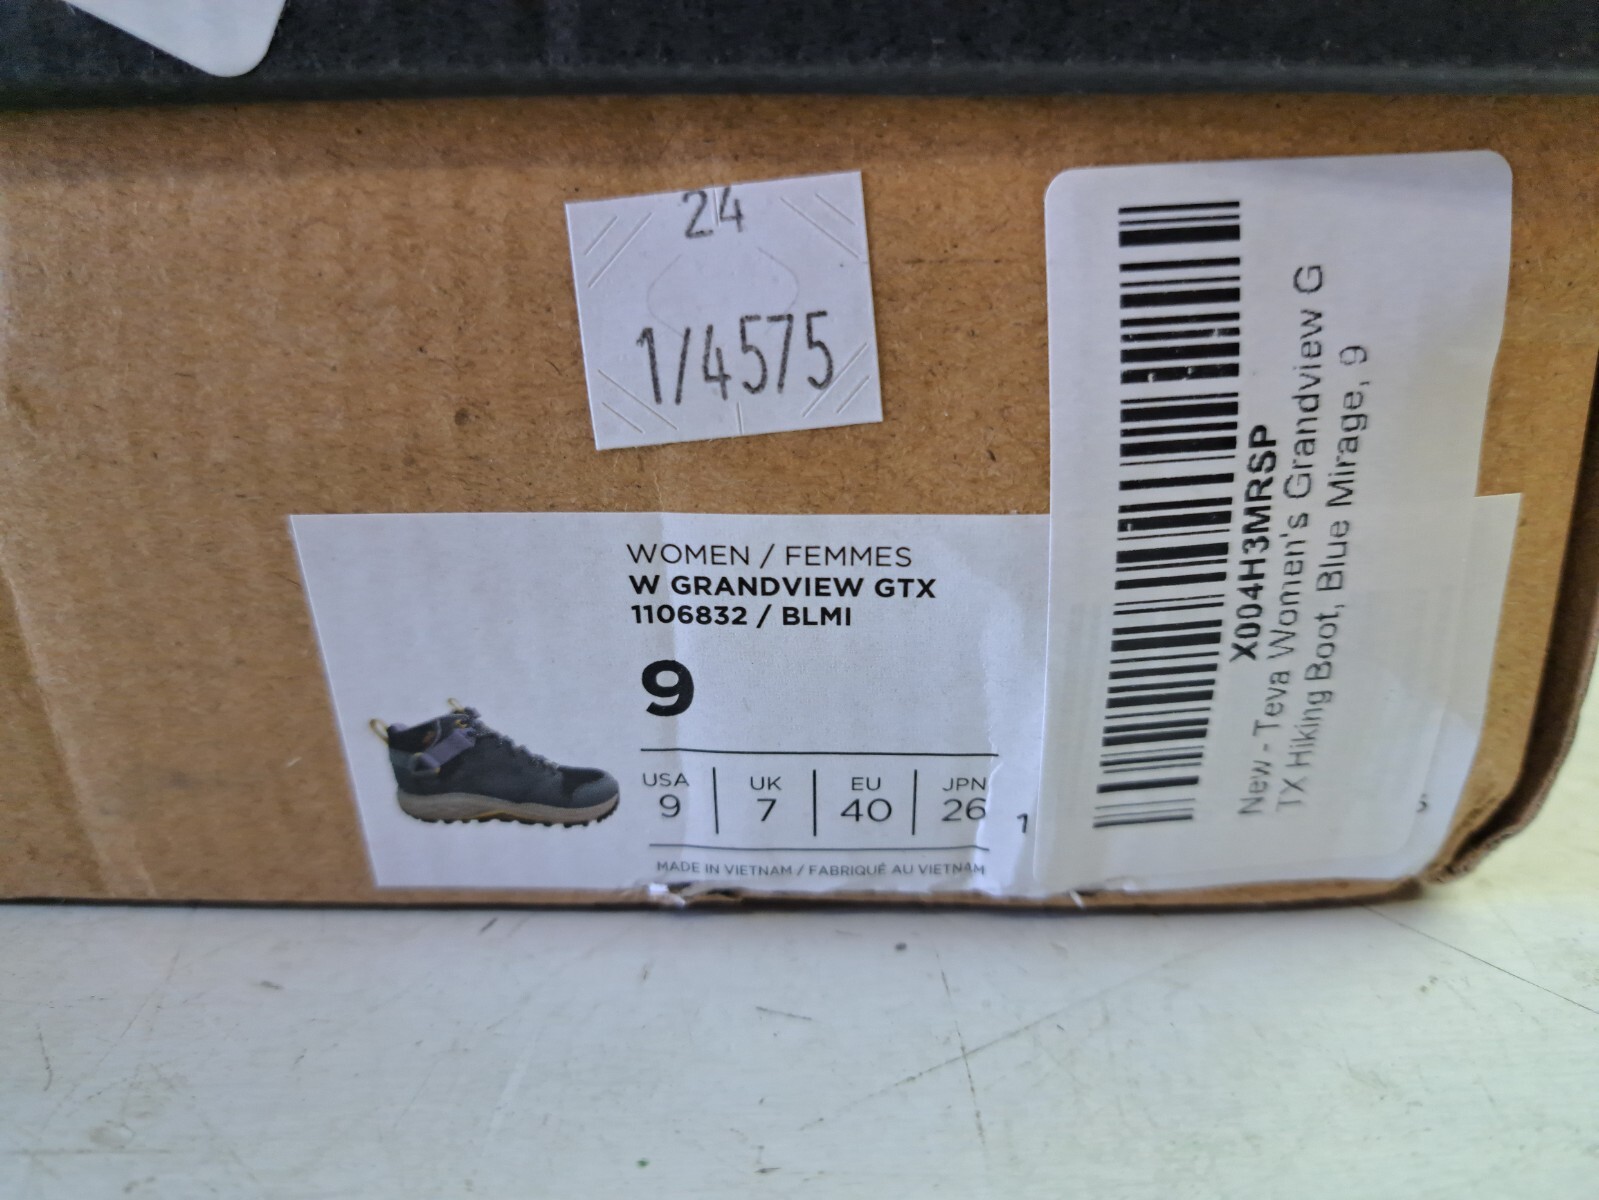 24
1/4575
WOMEN / FEMMES
W GRANDVIEW GTX
1106832 / BLMI
9
USA UK EU JPN
9 7 40 26 1
MADE IN VIETNAM / FABRIQUÉ AU VIETNAM
X004H3MRSP
New - Teva Women's Grandview G
TX Hiking Boot, Blue Mirage, 9